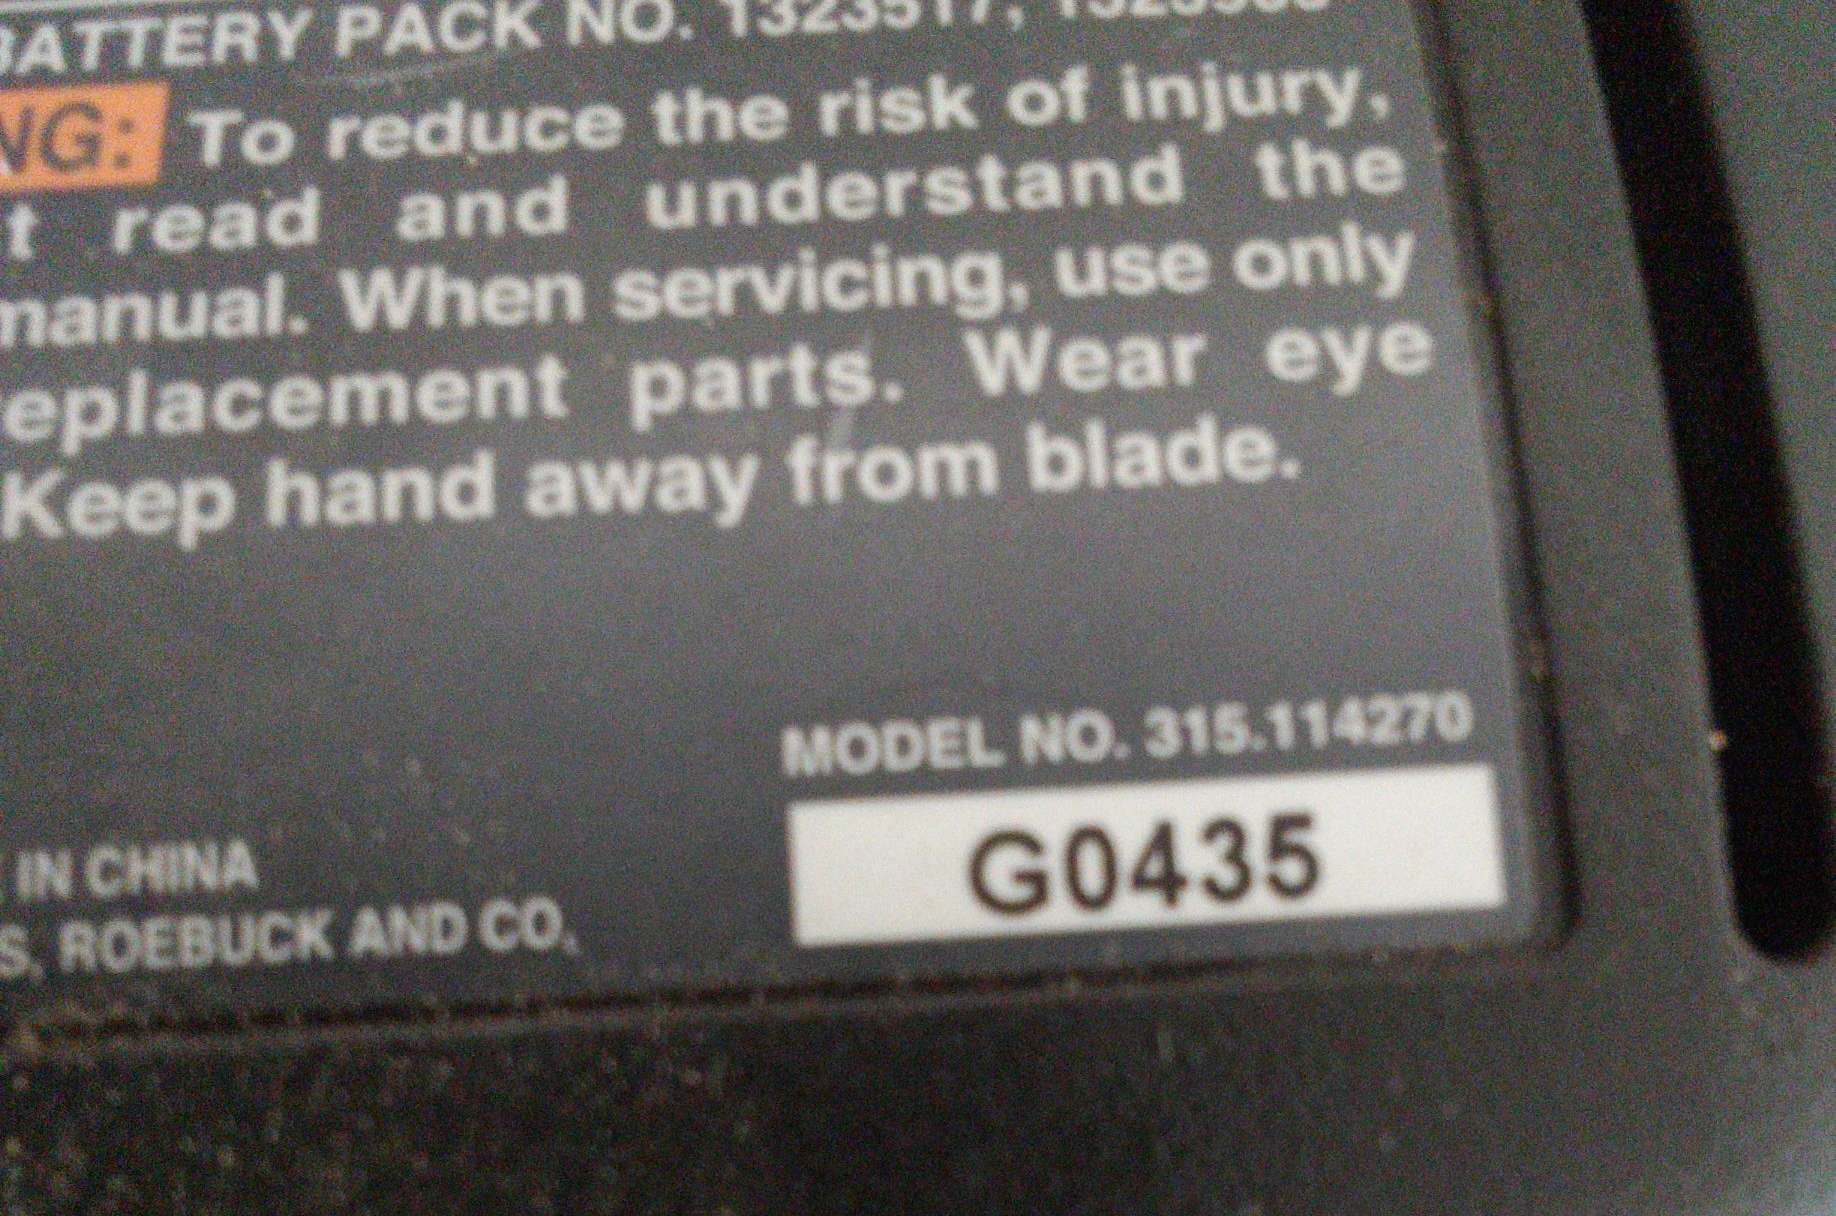 BATTERY PACK NO. 1323517,
NG: To reduce the risk of injury,
t read and understand the
manual. When servicing, use only
eplacement parts. Wear eye
Keep hand away from blade.
MODEL NO. 315.114270
G0435
IN CHINA
S, ROEBUCK AND CO.